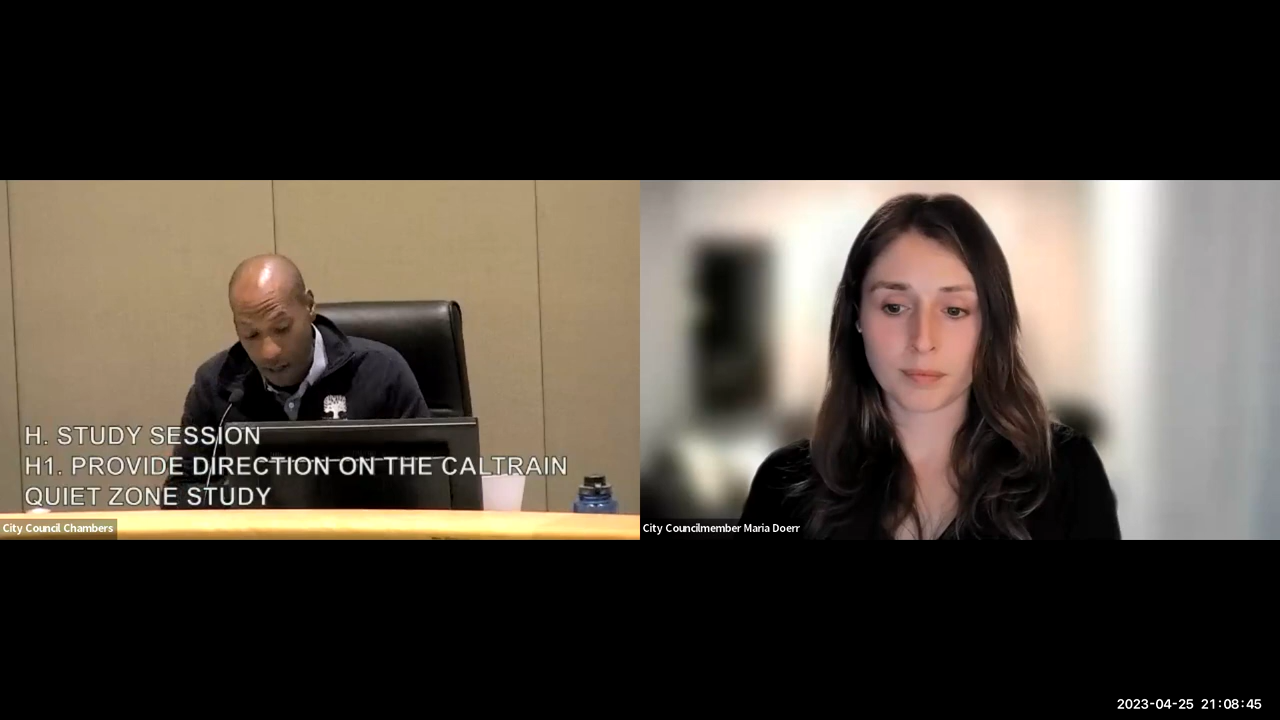 H. STUDY SESSION
H1. PROVIDE DIRECTION ON THE CALTRAIN
QUIET ZONE STUDY
City Council Chambers
City Councilmember Maria Doerr
2023-04-25 21:08:45